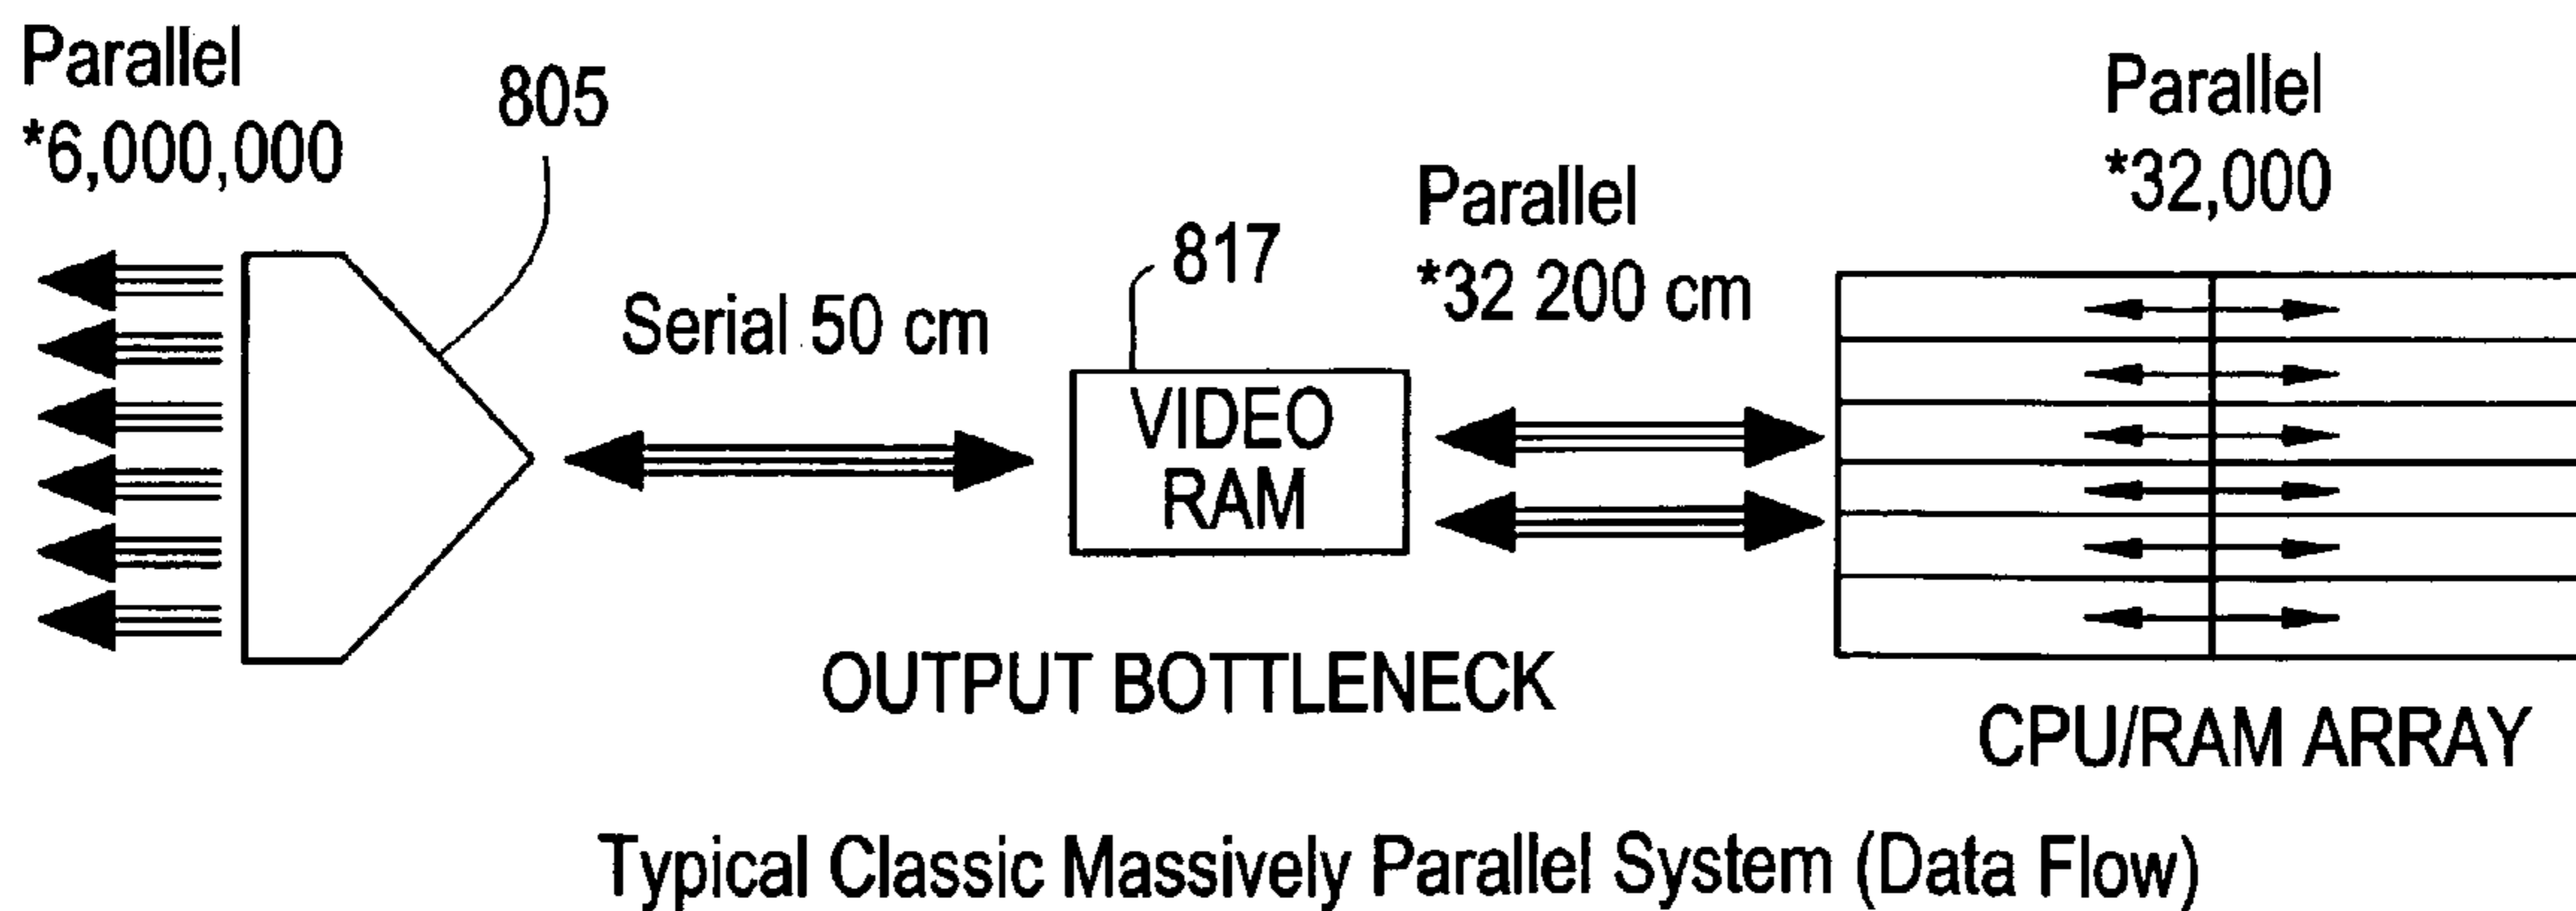 Parallel
*6,000,000
805
Serial 50 cm
817
VIDEO
RAM
Parallel
*32 200 cm
Parallel
*32,000
OUTPUT BOTTLENECK
CPU/RAM ARRAY
Typical Classic Massively Parallel System (Data Flow)